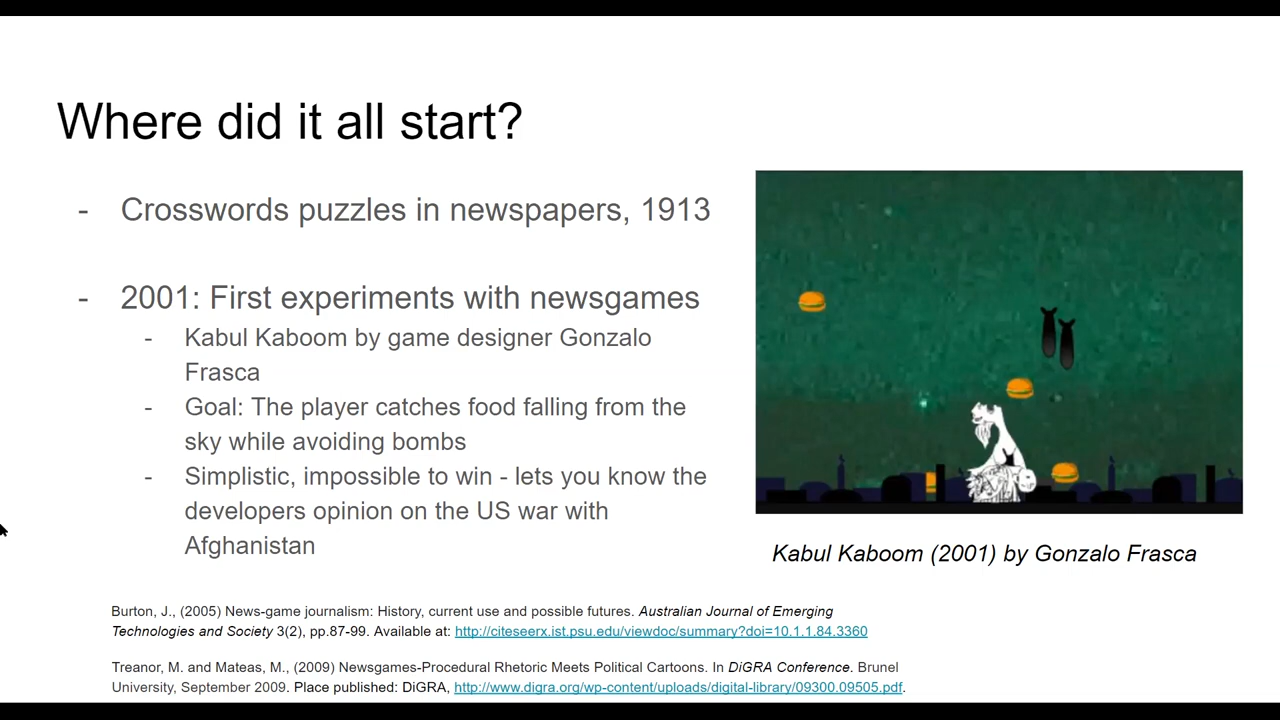 Where did it all start?
- Crosswords puzzles in newspapers, 1913
- 2001: First experiments with newsgames
- Kabul Kaboom by game designer Gonzalo
Frasca
- Goal: The player catches food falling from the
sky while avoiding bombs
- Simplistic, impossible to win - lets you know the
developers opinion on the US war with
Afghanistan
Kabul Kaboom (2001) by Gonzalo Frasca
Burton, J., (2005) News-game journalism: History, current use and possible futures. Australian Journal of Emerging
Technologies and Society 3(2), pp.87-99. Available at: http://citeseerx.ist.psu.edu/viewdoc/summary?doi=10.1.1.84.3360
Treanor, M. and Mateas, M., (2009) Newsgames-Procedural Rhetoric Meets Political Cartoons. In DiGRA Conference. Brunel
University, September 2009. Place published: DiGRA, http://www.digra.org/wp-content/uploads/digital-library/09300.09505.pdf.